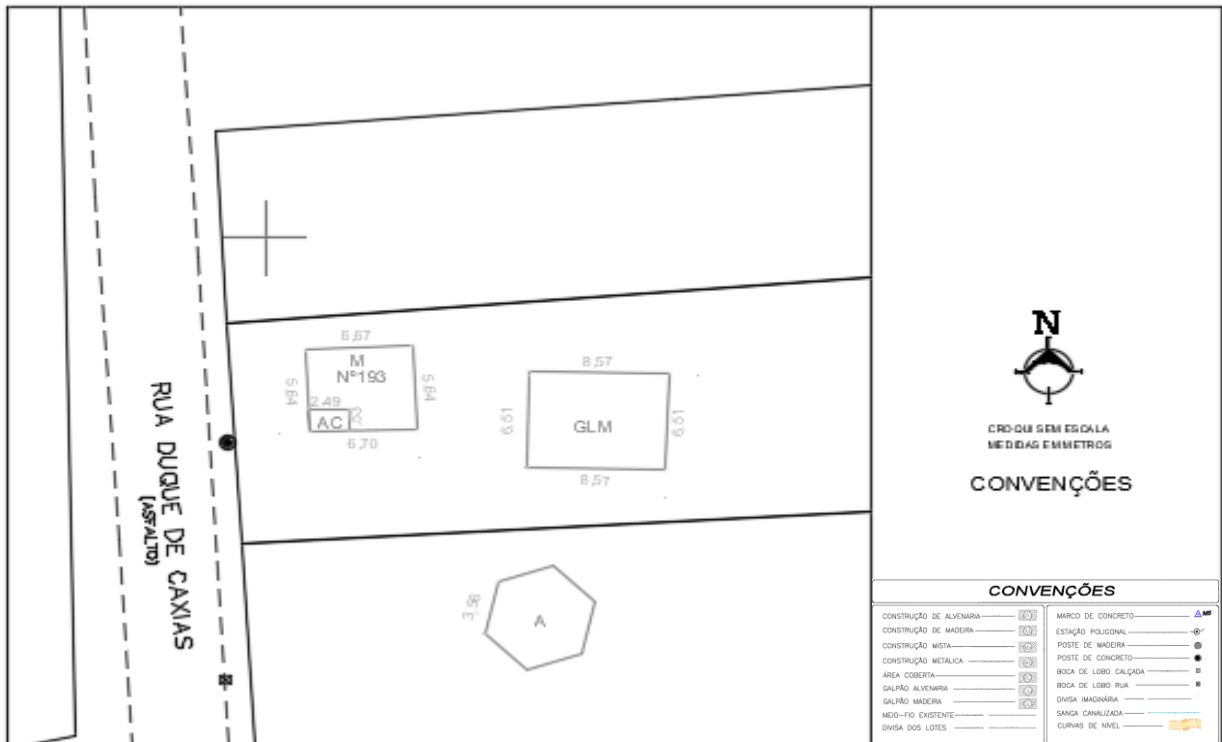 6,67
M
Nº193
5,64
5,64
2,49
AC
6,70
8,57
6,51
GLM
6,51
8,57
3,56
A
RUA DUQUE DE CAXIAS
(ASFALTO)
N
CROQUI SEM ESCALA
MEDIDAS EM METROS
CONVENÇÕES
CONVENÇÕES
CONSTRUÇÃO DE ALVENARIA
CONSTRUÇÃO DE MADEIRA
CONSTRUÇÃO MISTA
CONSTRUÇÃO METÁLICA
ÁREA COBERTA
GALPÃO ALVENARIA
GALPÃO MADEIRA
MEIO-FIO EXISTENTE
DIVISA DOS LOTES
MARCO DE CONCRETO
ESTAÇÃO POLIGONAL
POSTE DE MADEIRA
POSTE DE CONCRETO
BOCA DE LOBO CALÇADA
BOCA DE LOBO RUA
DIVISA IMAGINÁRIA
SANGA CANALIZADA
CURVAS DE NÍVEL